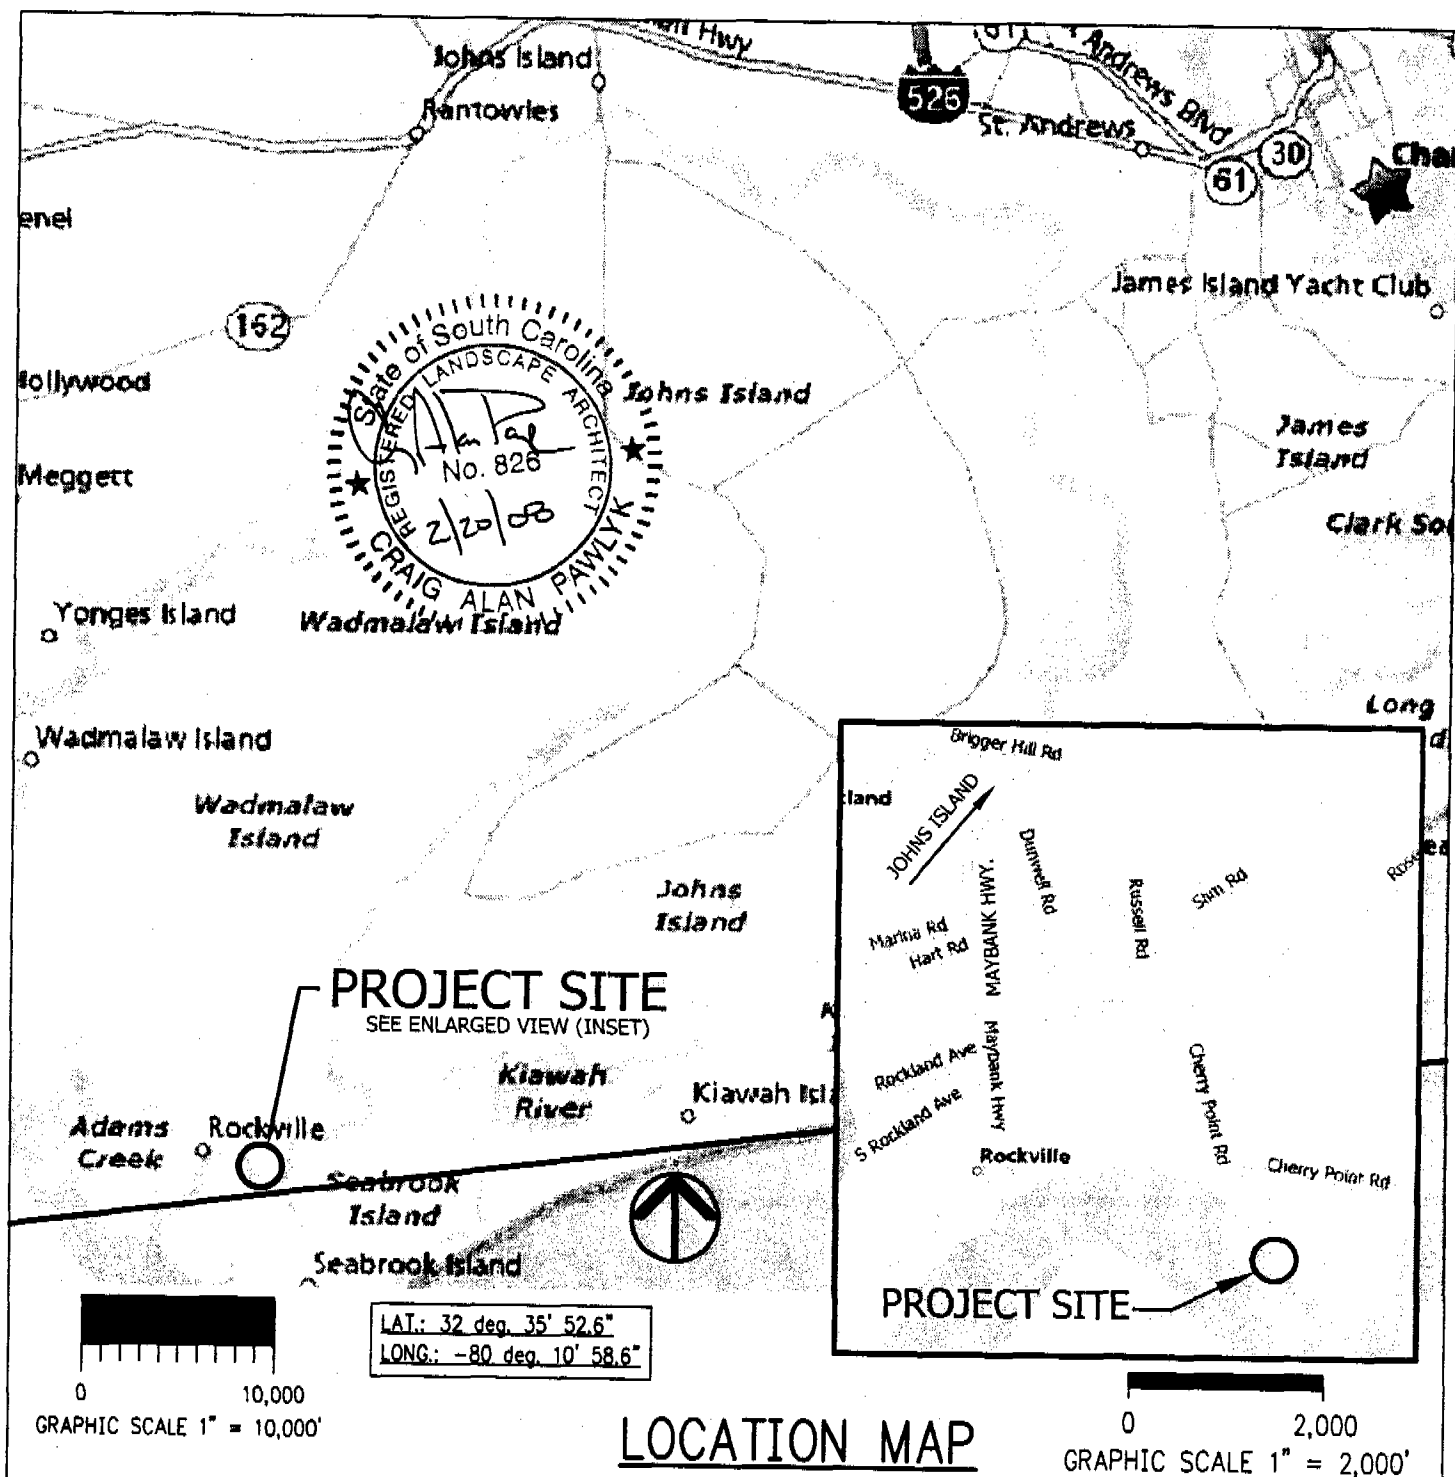 Johns Island
Hwy
Andrews Blvd
Rantowles
526
St. Andrews
30
61
61
enel
James Island Yacht Club
162
State of South Carolina
REGISTERED LANDSCAPE ARCHITECT
No. 826
2/20/08
CRAIG ALAN PAWLYK
Hollywood
Johns Island
James
Island
Meggett
Clark So
Yonges Island
Wadmalaw Island
Long
Wadmalaw Island
Wadmalaw
Island
Johns
Island
PROJECT SITE
SEE ENLARGED VIEW (INSET)
Kiawah
River
Kiawah Isla
Adams
Creek
Rockville
Seabrook
Island
Seabrook Island
Brigger Hill Rd
kland
JOHNS ISLAND
Dunwell Rd
MAYBANK HWY.
Russell Rd
Slim Rd
Rose
Marina Rd
Hart Rd
Rockland Ave
Maybank Hwy
S Rockland Ave
Cherry Point Rd
Rockville
Cherry Point Rd
PROJECT SITE
LAT.: 32 deg. 35' 52.6"
LONG.: -80 deg. 10' 58.6"
0 10,000
GRAPHIC SCALE 1" = 10,000'
LOCATION MAP
0 2,000
GRAPHIC SCALE 1" = 2,000'